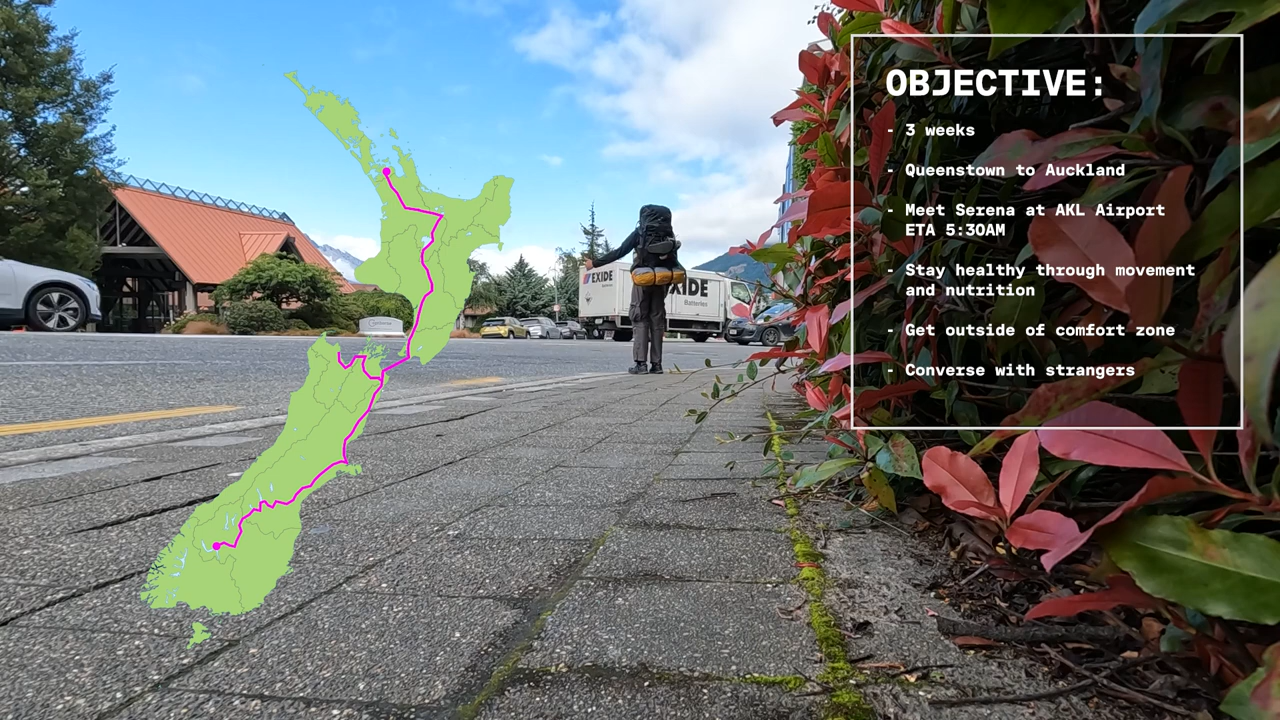 OBJECTIVE:
- 3 weeks
- Queenstown to Auckland
- Meet Serena at AKL Airport
ETA 5:30AM
- Stay healthy through movement
and nutrition
- Get outside of comfort zone
- Converse with strangers
EXIDE
EXIDE
Batterien